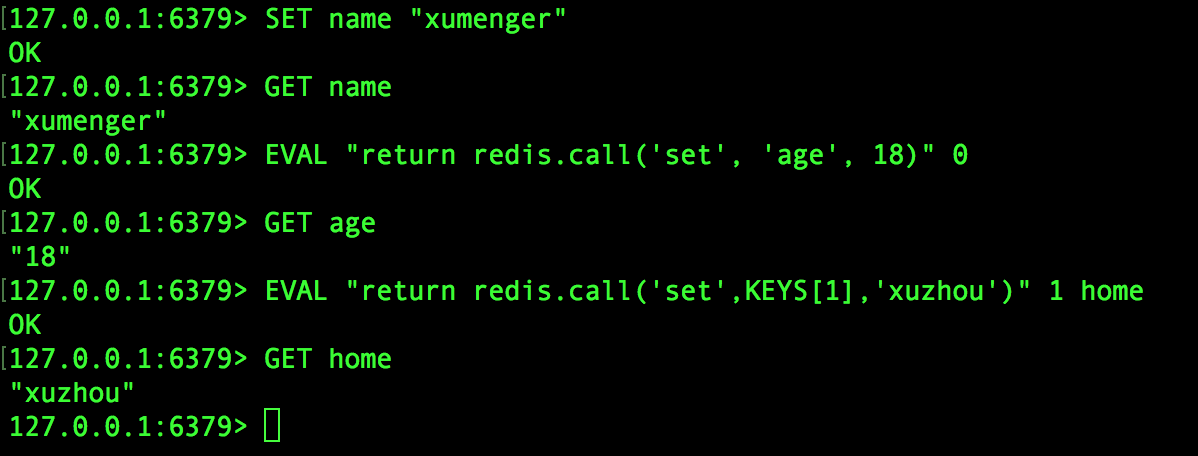 [127.0.0.1:6379> SET name "xumenger"
OK
[127.0.0.1:6379> GET name
"xumenger"
[127.0.0.1:6379> EVAL "return redis.call('set', 'age', 18)" 0
OK
[127.0.0.1:6379> GET age
"18"
[127.0.0.1:6379> EVAL "return redis.call('set',KEYS[1],'xuzhou')" 1 home
OK
[127.0.0.1:6379> GET home
"xuzhou"
127.0.0.1:6379>